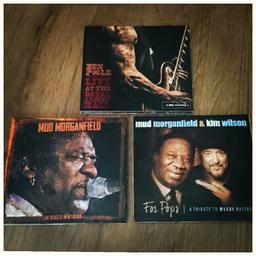 BEN POOLE
LIVE
AT THE
ROYAL
ALBERT HALL
MUD MORGANFIELD
mud morganfield & kim wilson
For Pops
A TRIBUTE TO MUDDY WATERS